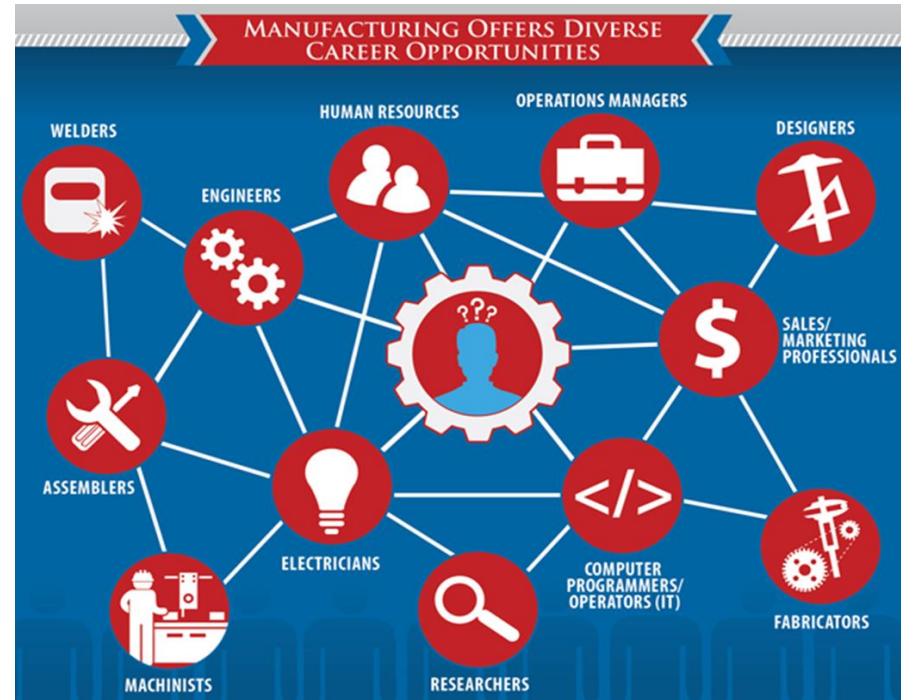 MANUFACTURING OFFERS DIVERSE
CAREER OPPORTUNITIES
HUMAN RESOURCES
OPERATIONS MANAGERS
WELDERS
DESIGNERS
ENGINEERS
???
$
SALES/
MARKETING
PROFESSIONALS
ASSEMBLERS
</>
ELECTRICIANS
COMPUTER
PROGRAMMERS/
OPERATORS (IT)
FABRICATORS
MACHINISTS
RESEARCHERS